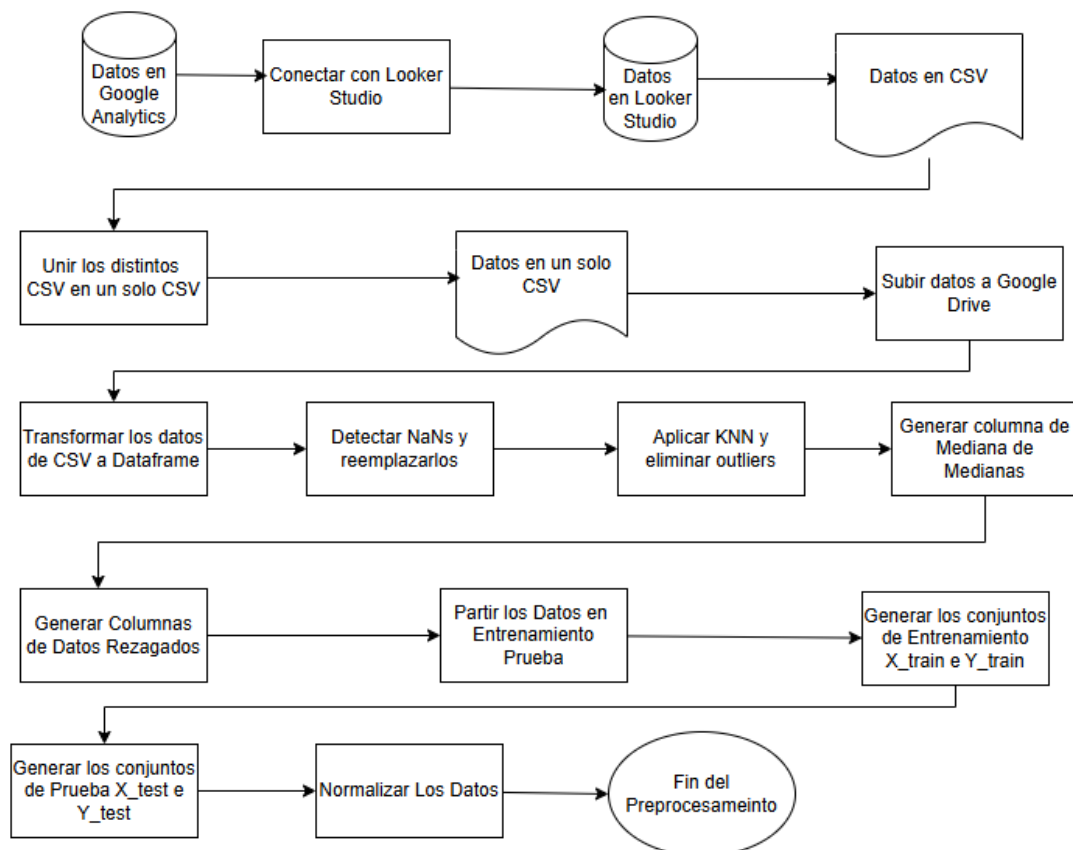 Datos en
Google
Analytics
Conectar con Looker
Studio
Datos
en Looker
Studio
Datos en CSV
Unir los distintos
CSV en un solo CSV
Datos en un solo
CSV
Subir datos a Google
Drive
Transformar los datos
de CSV a Dataframe
Detectar NaNs y
reemplazarlos
Aplicar KNN y
eliminar outliers
Generar columna de
Mediana de
Medianas
Generar Columnas
de Datos Rezagados
Partir los Datos en
Entrenamiento
Prueba
Generar los conjuntos
de Entrenamiento
X_train e Y_train
Generar los conjuntos
de Prueba X_test e
Y_test
Normalizar Los Datos
Fin del
Preprocesameinto